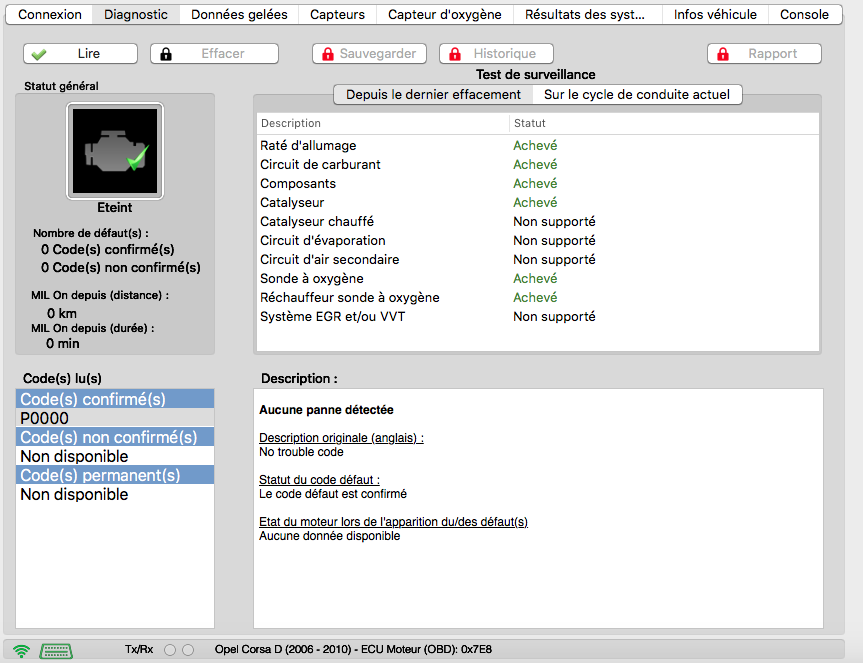 Connexion Diagnostic Données gelées Capteurs Capteur d'oxygène Résultats des syst... Infos véhicule Console
Lire Effacer Sauvegarder Historique Rapport
Test de surveillance
Statut général
Depuis le dernier effacement Sur le cycle de conduite actuel
Description Statut
Raté d'allumage Achevé
Circuit de carburant Achevé
Composants Achevé
Catalyseur Achevé
Catalyseur chauffé Non supporté
Circuit d'évaporation Non supporté
Circuit d'air secondaire Non supporté
Sonde à oxygène Achevé
Réchauffeur sonde à oxygène Achevé
Système EGR et/ou VVT Non supporté
Eteint
Nombre de défaut(s) :
0 Code(s) confirmé(s)
0 Code(s) non confirmé(s)
MIL On depuis (distance) :
0 km
MIL On depuis (durée) :
0 min
Code(s) lu(s)
Code(s) confirmé(s)
P0000
Code(s) non confirmé(s)
Non disponible
Code(s) permanent(s)
Non disponible
Description :
Aucune panne détectée
Description originale (anglais) :
No trouble code
Statut du code défaut :
Le code défaut est confirmé
Etat du moteur lors de l'apparition du/des défaut(s)
Aucune donnée disponible
Tx/Rx Opel Corsa D (2006 - 2010) - ECU Moteur (OBD): 0x7E8